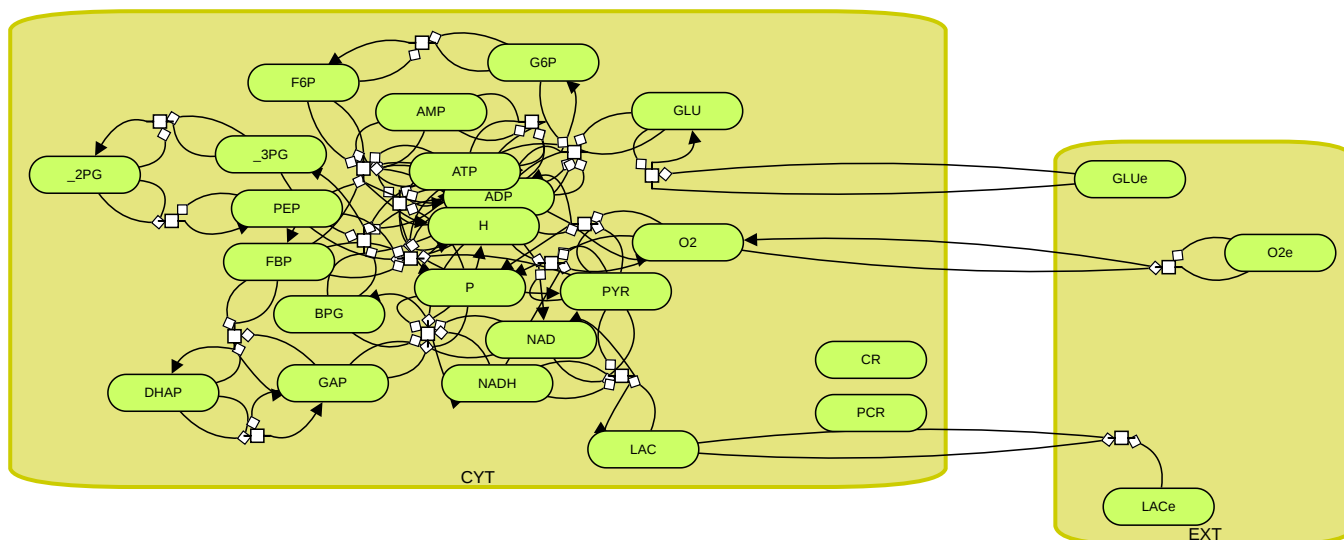 G6P
F6P
AMP
GLU
_3PG
_2PG
ATP
GLUe
ADP
PEP
H
O2
O2e
FBP
P
PYR
BPG
NAD
CR
DHAP
GAP
NADH
PCR
LAC
CYT
LACe
EXT